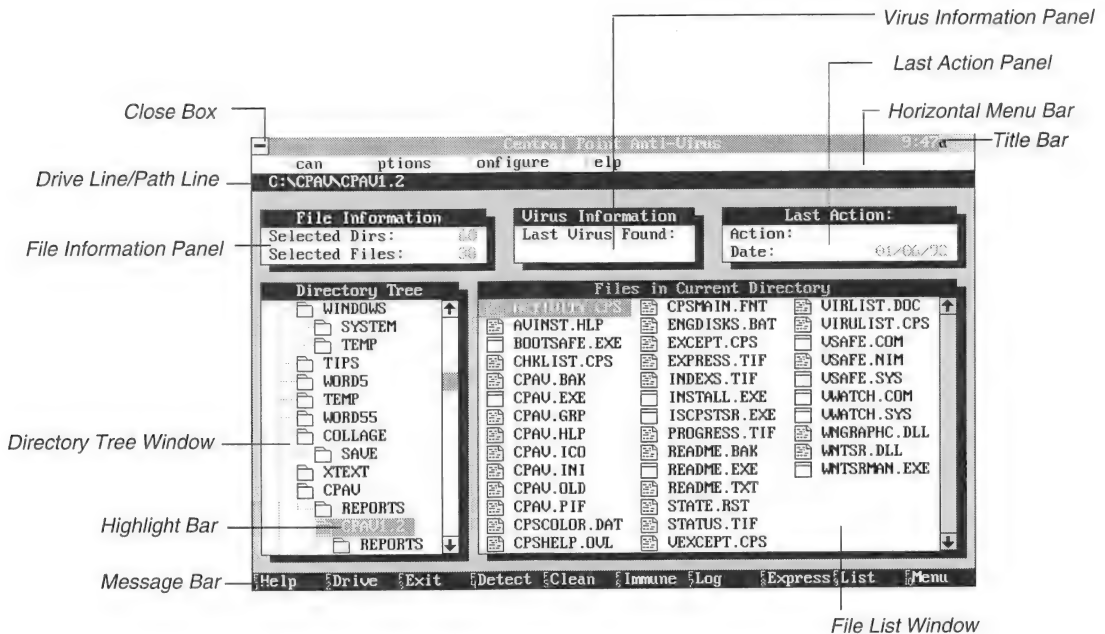 Virus Information Panel
Last Action Panel
Close Box
Horizontal Menu Bar
Central Point Anti-Virus 9:47a
Title Bar
can ptions onfigure elp
Drive Line/Path Line
C:\CPAV\CPAV1.2
File Information
Virus Information
Last Action:
File Information Panel
Selected Dirs: 60
Selected Files: 38
Last Virus Found:
Action:
Date: 01/06/92
Directory Tree
WINDOWS
SYSTEM
TEMP
TIPS
WORD5
TEMP
WORD55
COLLAGE
SAVE
XTEXT
CPAV
REPORTS
CPAV1.2
REPORTS
Directory Tree Window
Highlight Bar
Files in Current Directory
ACTIVITY.CPS
AVINST.HLP
BOOTSAFE.EXE
CHKLIST.CPS
CPAV.BAK
CPAV.EXE
CPAV.GRP
CPAV.HLP
CPAV.ICO
CPAV.INI
CPAV.OLD
CPAV.PIF
CPSCOLOR.DAT
CPSHELP.OVL
CPSMAIN.FNT
ENGDISKS.BAT
EXCEPT.CPS
EXPRESS.TIF
INDEXS.TIF
INSTALL.EXE
ISCPSTSR.EXE
PROGRESS.TIF
README.BAK
README.EXE
README.TXT
STATE.RST
STATUS.TIF
VEXCEPT.CPS
VIRLIST.DOC
VIRULIST.CPS
VSAFE.COM
VSAFE.NIM
VSAFE.SYS
VWATCH.COM
VWATCH.SYS
WNGRAPHC.DLL
WNTSR.DLL
WNTSRMAN.EXE
Message Bar
Help Drive Exit Detect Clean Immune Log Express List Menu
File List Window